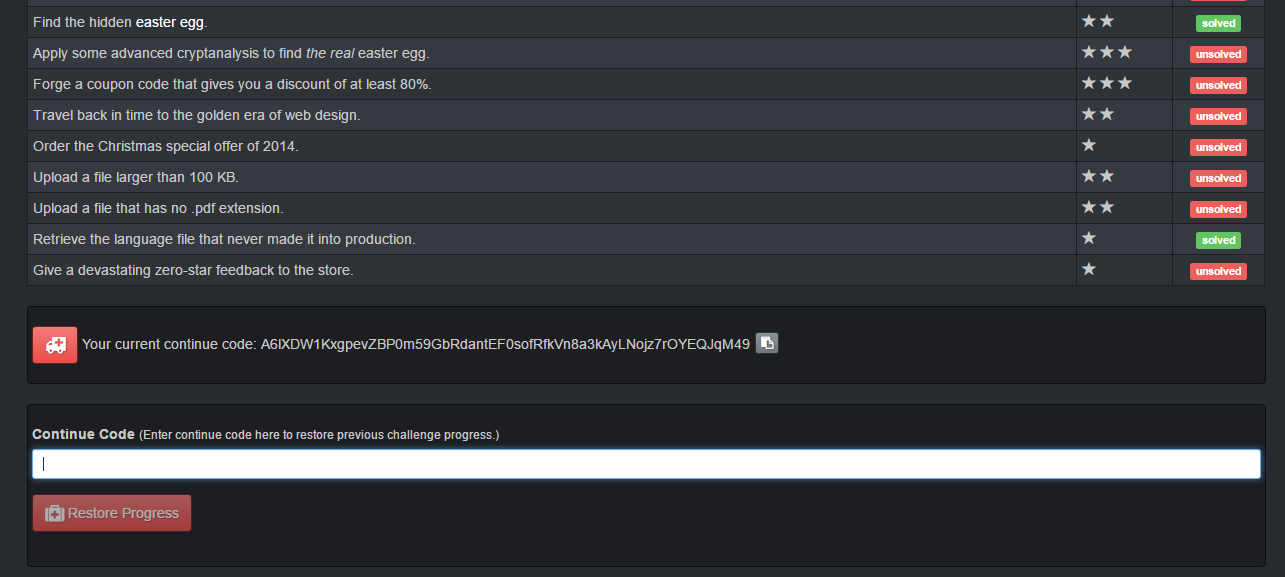 Find the hidden easter egg. ★★ solved
Apply some advanced cryptanalysis to find the real easter egg. ★★★ unsolved
Forge a coupon code that gives you a discount of at least 80%. ★★★ unsolved
Travel back in time to the golden era of web design. ★★ unsolved
Order the Christmas special offer of 2014. ★ unsolved
Upload a file larger than 100 KB. ★★ unsolved
Upload a file that has no .pdf extension. ★★ unsolved
Retrieve the language file that never made it into production. ★ solved
Give a devastating zero-star feedback to the store. ★ unsolved
Your current continue code: A6lXDW1KxgpevZBP0m59GbRdantEF0sofRfkVn8a3kAyLNojz7rOYEQJqM49
Continue Code (Enter continue code here to restore previous challenge progress.)
Restore Progress